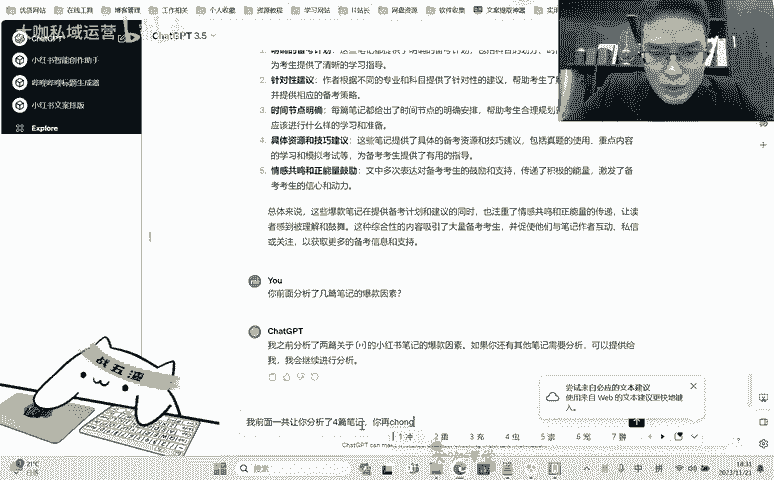 优质网站 在线工具 博客管理 工作相关 个人收藏 资源教程 学习网站 网盘资源 软件收集 文案提取神器
大咖私域运营
ChatGPT
ChatGPT 3.5
小红书智能创作助手
哔哩哔哩标题生成器
小红书文案排版
Explore
为考生提供了清晰的学习指导。
2. 针对性建议：作者根据不同的专业和科目提供了针对性的建议，帮助考生了
并提供相应的备考策略。
3. 时间节点明确：每篇笔记都给出了时间节点的明确安排，帮助考生合理规划
应该进行什么样的学习和准备。
4. 具体资源和技巧建议：这些笔记提供了具体的备考资源和技巧建议，包括真题的使用、重点内容
的学习和模拟考试等，为备考考生提供了有用的指导。
5. 情感共鸣和正能量鼓励：文中多次表达对备考考生的鼓励和支持，传递了积极的能量，激发了备
考考生的信心和动力。
总体来说，这些爆款笔记在提供备考计划和建议的同时，也注重了情感共鸣和正能量的传递，让读
者感到被理解和鼓舞。这种综合性的内容吸引了大量备考考生，并促使他们与笔记作者互动、私信
或关注，以获取更多的备考信息和支持。
You
你前面分析了几篇笔记的爆款因素？
ChatGPT
我之前分析了两篇关于[H]的小红书笔记的爆款因素。如果你还有其他笔记需要分析，可以提供给
我，我会继续进行分析。
尝试来自必应的文本建议
使用来自 Web 的文本建议更快地键
入。
战五渣
我前面一共让你分析了4篇笔记，你再chong
1 冲 2 重 3 充 4 虫 5
ChatGPT can ma
21°C
搜索
中 拼
18:31
2023/11/21